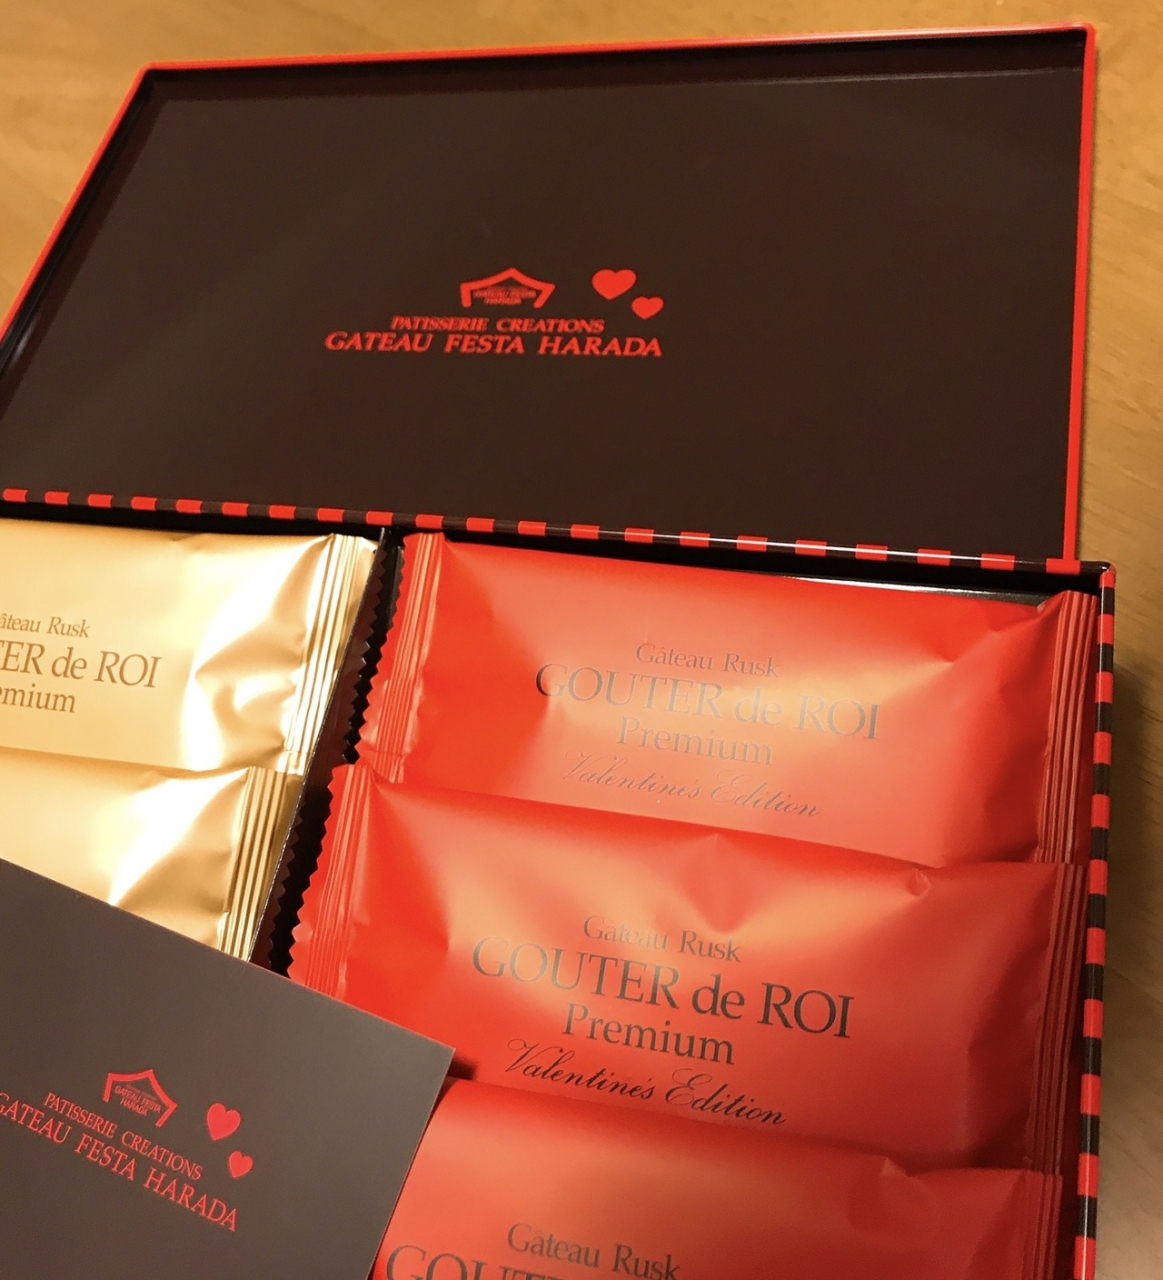 GATEAU FESTA
HARADA
PATISSERIE CREATIONS
GATEAU FESTA HARADA
âteau Rusk
ER de ROI
emium
Gâteau Rusk
GOUTER de ROI
Premium
Valentine's Edition
Gâteau Rusk
GOUTER de ROI
Premium
Valentine's Edition
GATEAU FESTA
HARADA
PATISSERIE CREATIONS
GATEAU FESTA HARADA
Gâteau Rusk
GOUTER